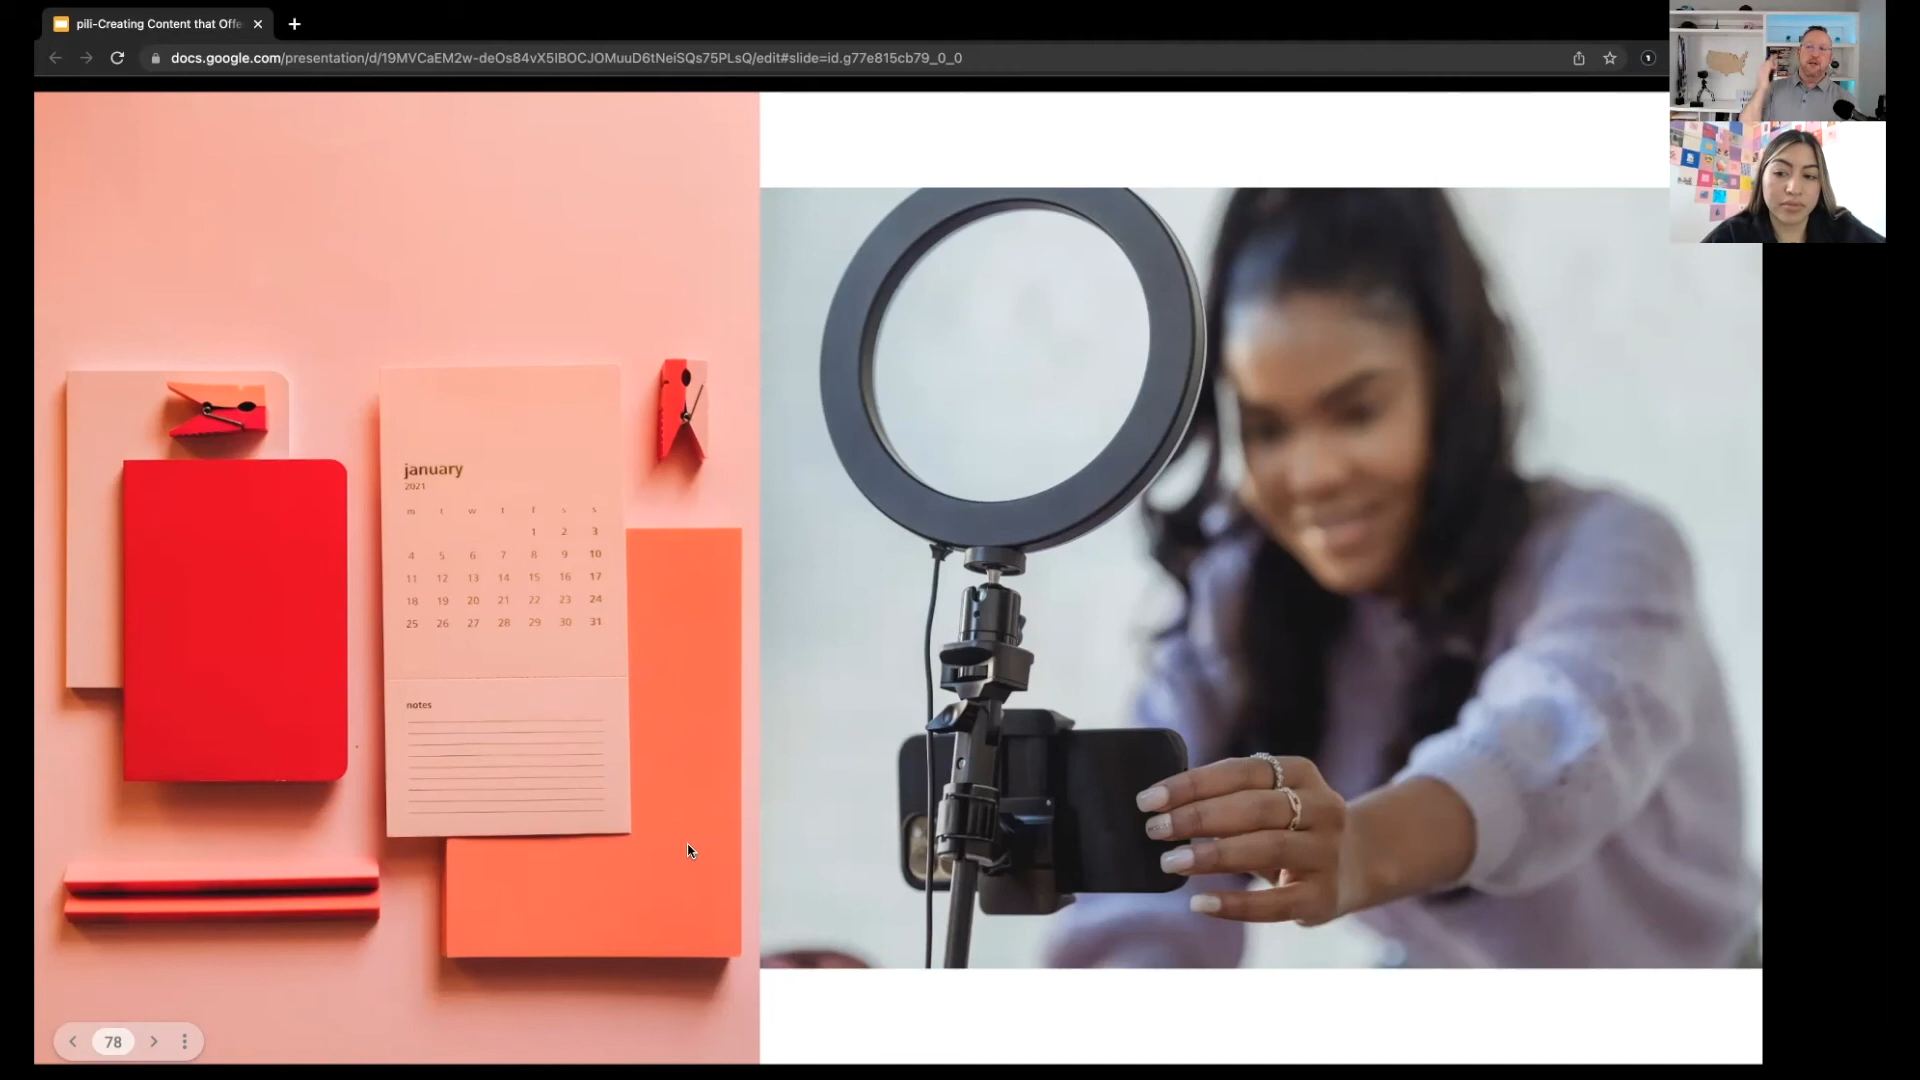 pili-Creating Content that Offe
docs.google.com/presentation/d/19MVCaEM2w-deOs84vX5IBOCJOMuuD6tNeiSQs75PLsQ/edit#slide=id.g77e815cb79_0_0
january
2021
m t w t f s s
1 2 3
4 5 6 7 8 9 10
11 12 13 14 15 16 17
18 19 20 21 22 23 24
25 26 27 28 29 30 31
notes
78